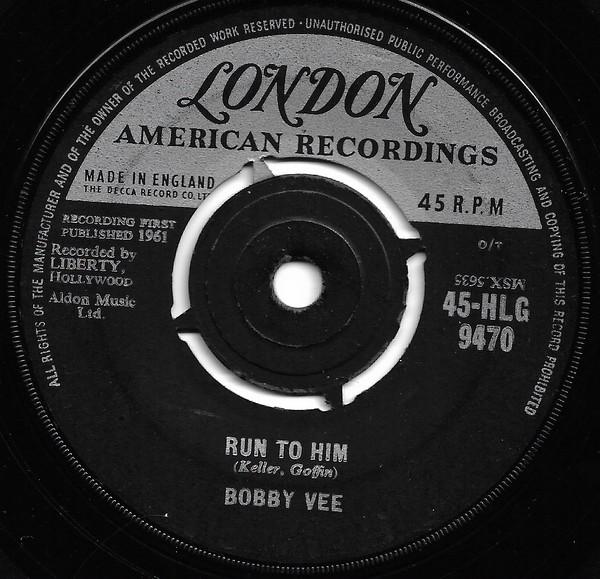 ALL RIGHTS OF THE MANUFACTURER AND OF THE OWNER OF THE RECORDED WORK RESERVED · UNAUTHORISED PUBLIC PERFORMANCE BROADCASTING AND COPYING OF THIS RECORD PROHIBITED
LONDON
AMERICAN RECORDINGS
MADE IN ENGLAND
THE DECCA RECORD CO. LT
45 R.P.M
RECORDING FIRST
PUBLISHED 1961
Recorded by
LIBERTY,
HOLLYWOOD
Aldon Music
Ltd.
O/T
MSX.5635
45-HLG
9470
RUN TO HIM
(Keller, Goffin)
BOBBY VEE